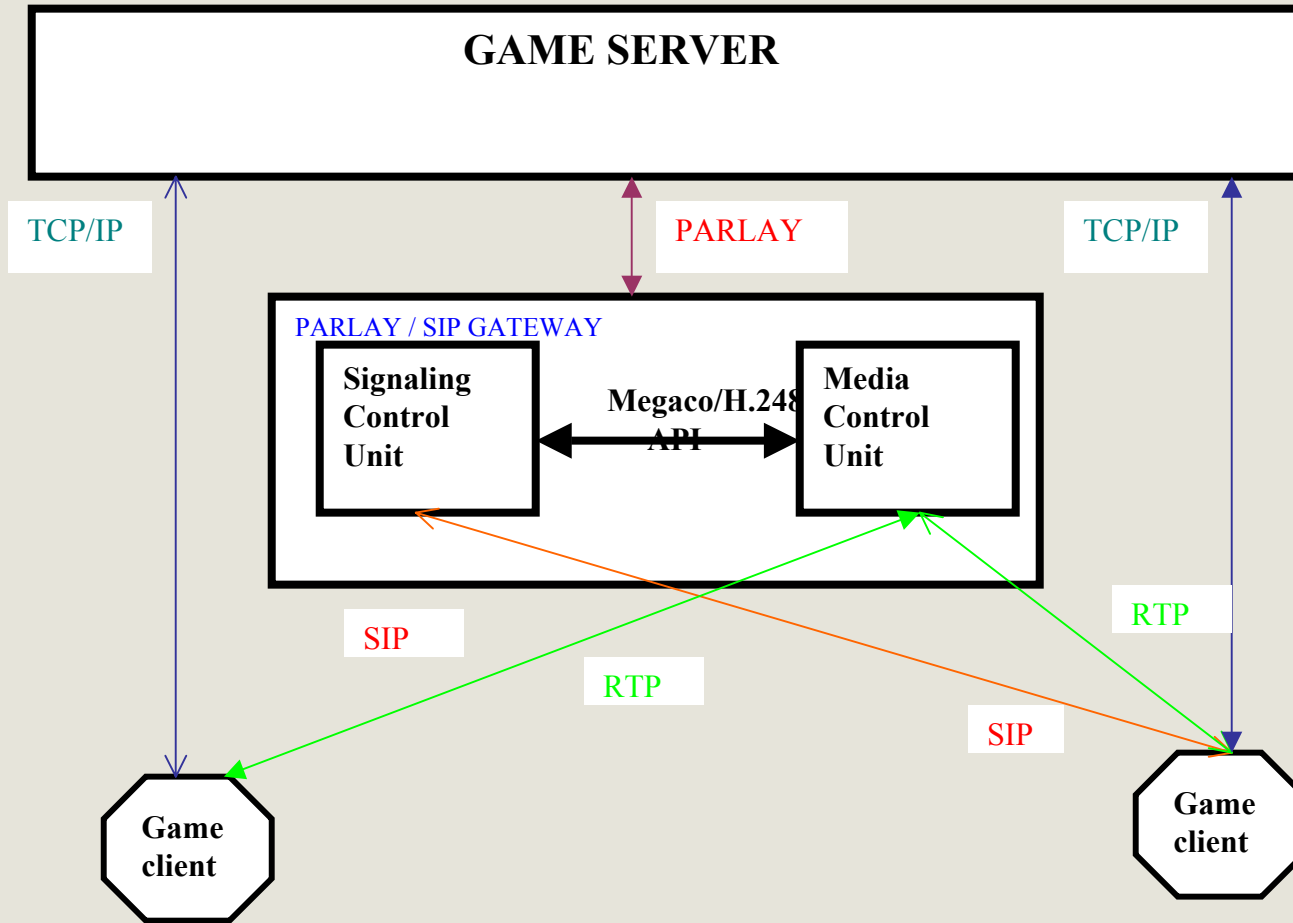 GAME SERVER
TCP/IP
PARLAY
TCP/IP
PARLAY / SIP GATEWAY
Signaling
Control
Unit
Megaco/H.248
API
Media
Control
Unit
SIP
RTP
RTP
SIP
Game
client
Game
client